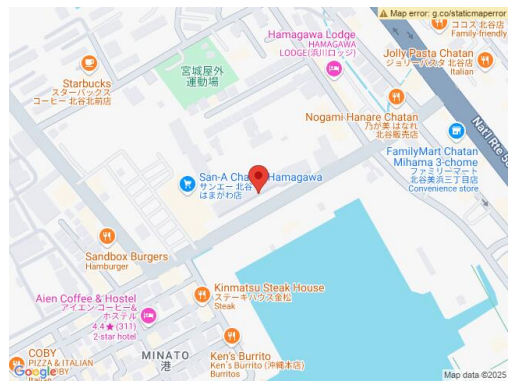 Map error: g.co/staticmaperror
ココス 北谷店
Family-friendly
Hamagawa Lodge
HAMAGAWA
LODGE(浜川ロッジ)
Jolly Pasta Chatan
ジョリーパスタ 北谷店
Italian
宮城屋外
運動場
Starbucks
スターバックス
コーヒー 北谷北前店
Nogami Hanare Chatan
乃が美 はなれ
北谷販売店
Nat'l Rte 5
FamilyMart Chatan
Mihama 3-chome
ファミリーマート
北谷美浜三丁目店
Convenience store
San-A Cha Hamagawa
サンエー 北谷
はまがわ店
Sandbox Burgers
Hamburger
Kinmatsu Steak House
ステーキハウス金松
Steak
Aien Coffee & Hostel
アイエン コーヒー&
ホステル
4.4★(311)
2-star hotel
MINATO
港
Ken's Burrito
Ken's Burrito (沖縄本店)
Burritos
COBY
PIZZA & ITALIAN
OBY
Italian
Google
Map data ©2025